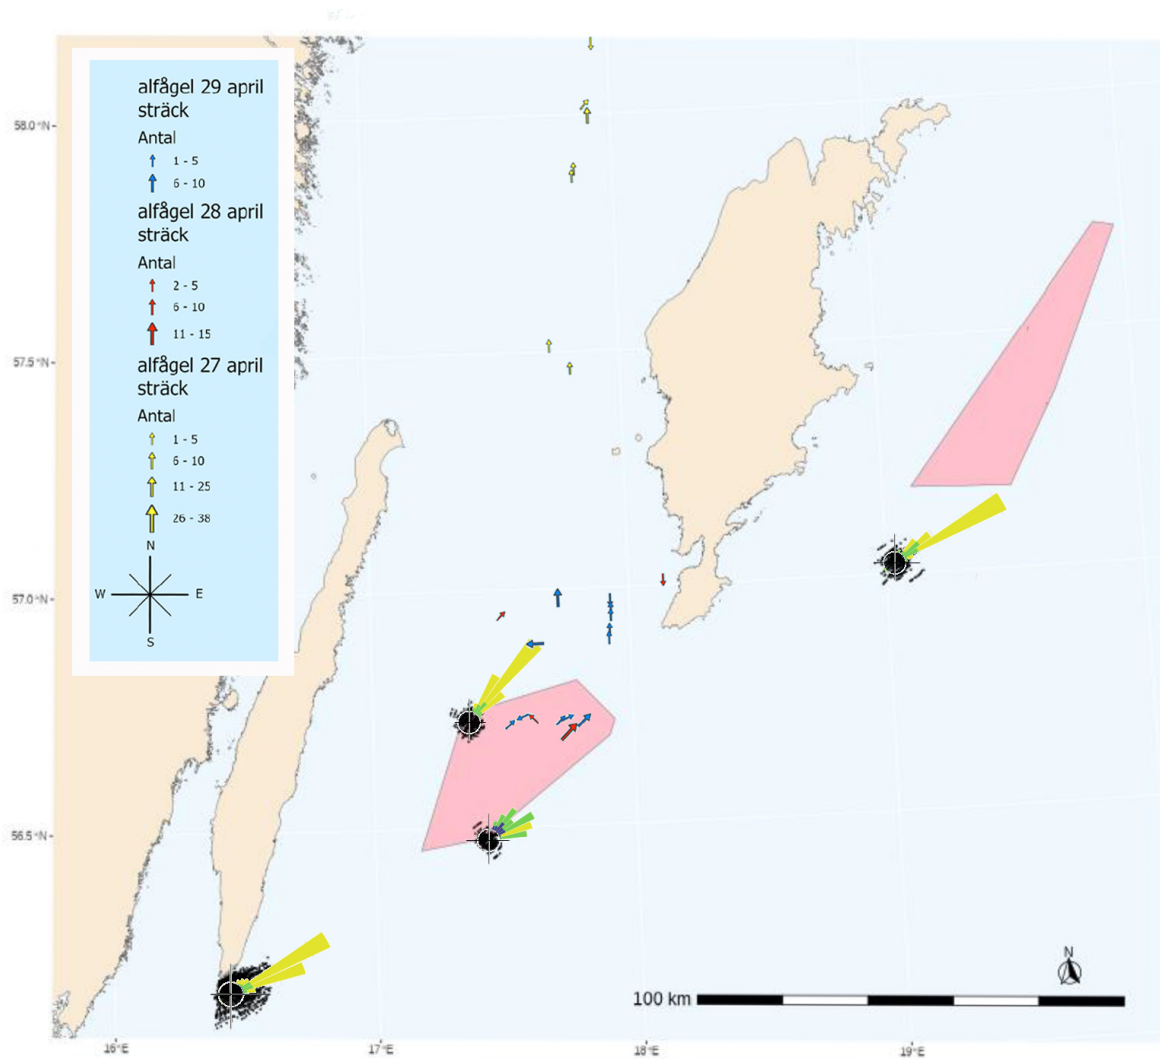 alfågel 29 april
sträck
Antal
1 - 5
6 - 10
alfågel 28 april
sträck
Antal
2 - 5
6 - 10
11 - 15
alfågel 27 april
sträck
Antal
1 - 5
6 - 10
11 - 25
26 - 38
N
W E
S
58.0°N
57.5°N
57.0°N
56.5°N
N
100 km
16°E 17°E 18°E 19°E